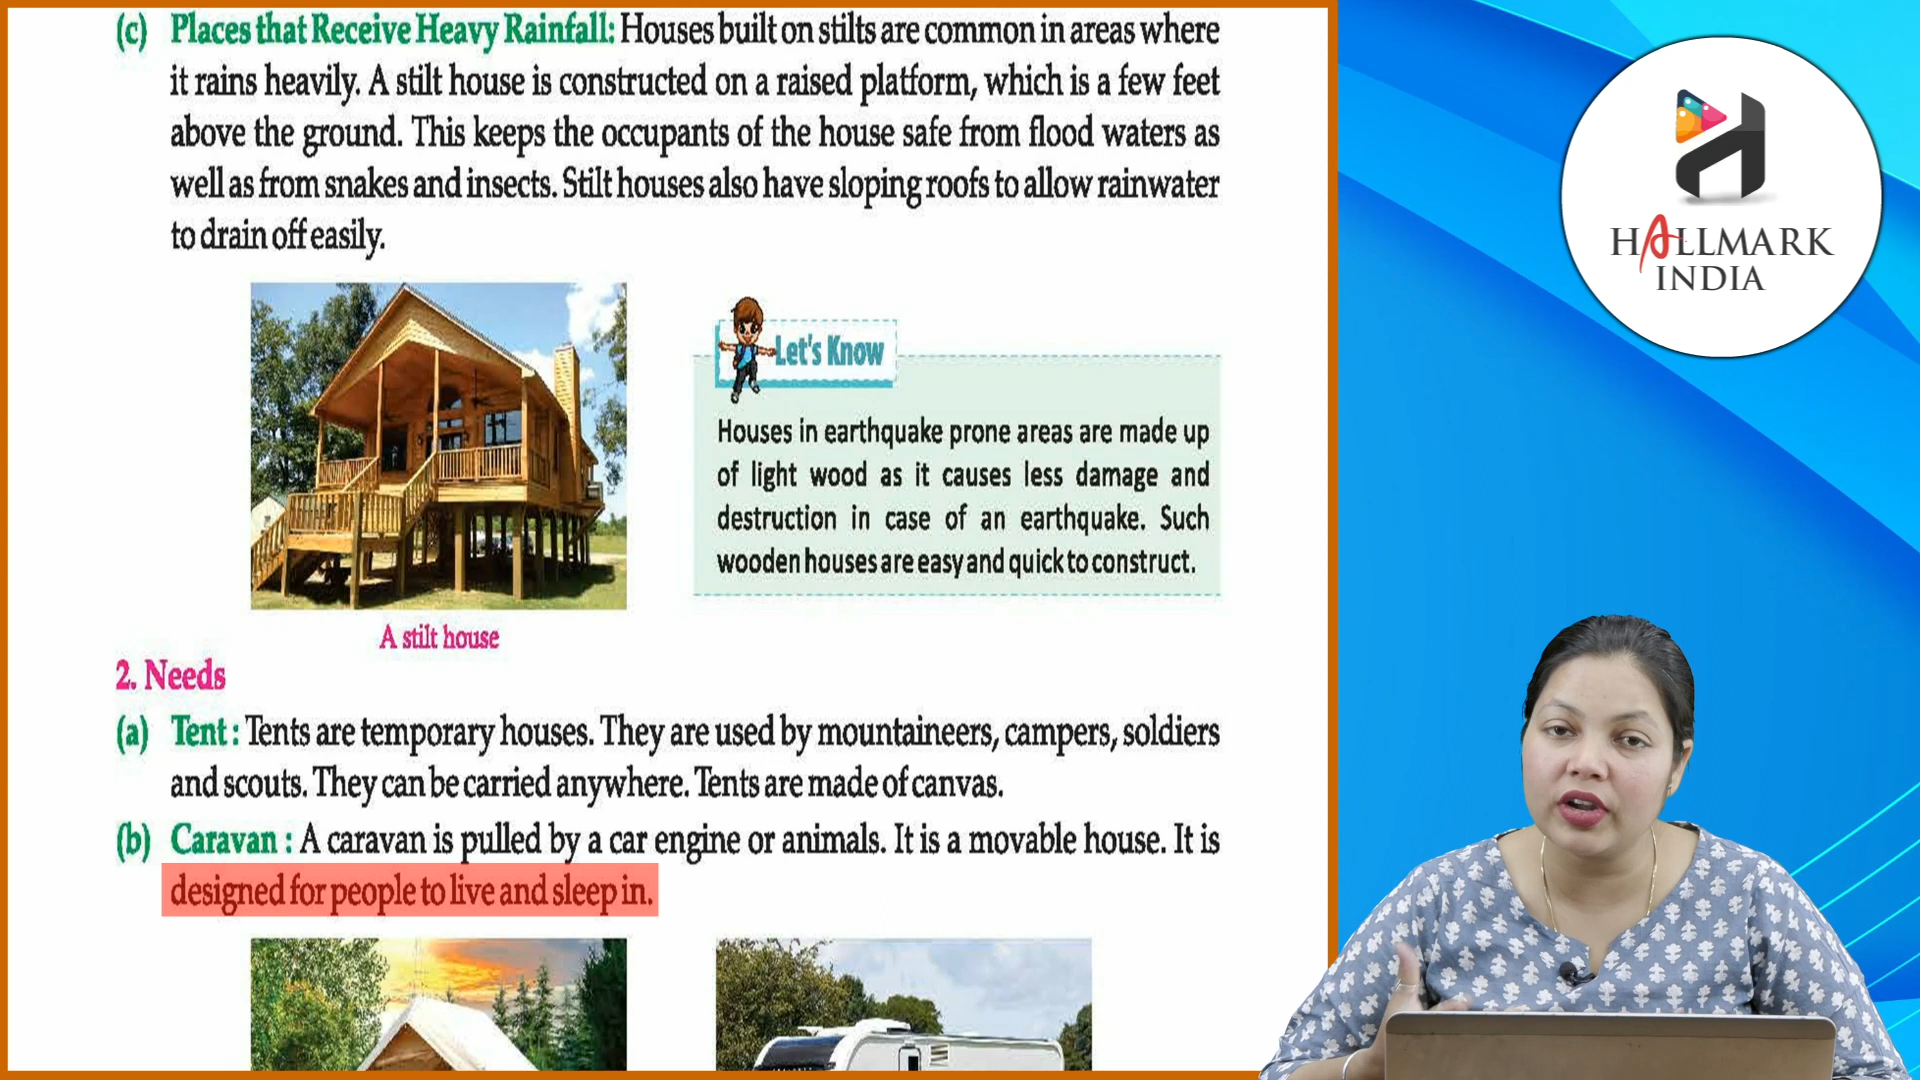 (c) Places that Receive Heavy Rainfall: Houses built on stilts are common in areas where
it rains heavily. A stilt house is constructed on a raised platform, which is a few feet
above the ground. This keeps the occupants of the house safe from flood waters as
well as from snakes and insects. Stilt houses also have sloping roofs to allow rainwater
to drain off easily.
Let's Know
Houses in earthquake prone areas are made up
of light wood as it causes less damage and
destruction in case of an earthquake. Such
wooden houses are easy and quick to construct.
A stilt house
2. Needs
(a) Tent : Tents are temporary houses. They are used by mountaineers, campers, soldiers
and scouts. They can be carried anywhere. Tents are made of canvas.
(b) Caravan : A caravan is pulled by a car engine or animals. It is a movable house. It is
designed for people to live and sleep in.
HALLMARK
INDIA